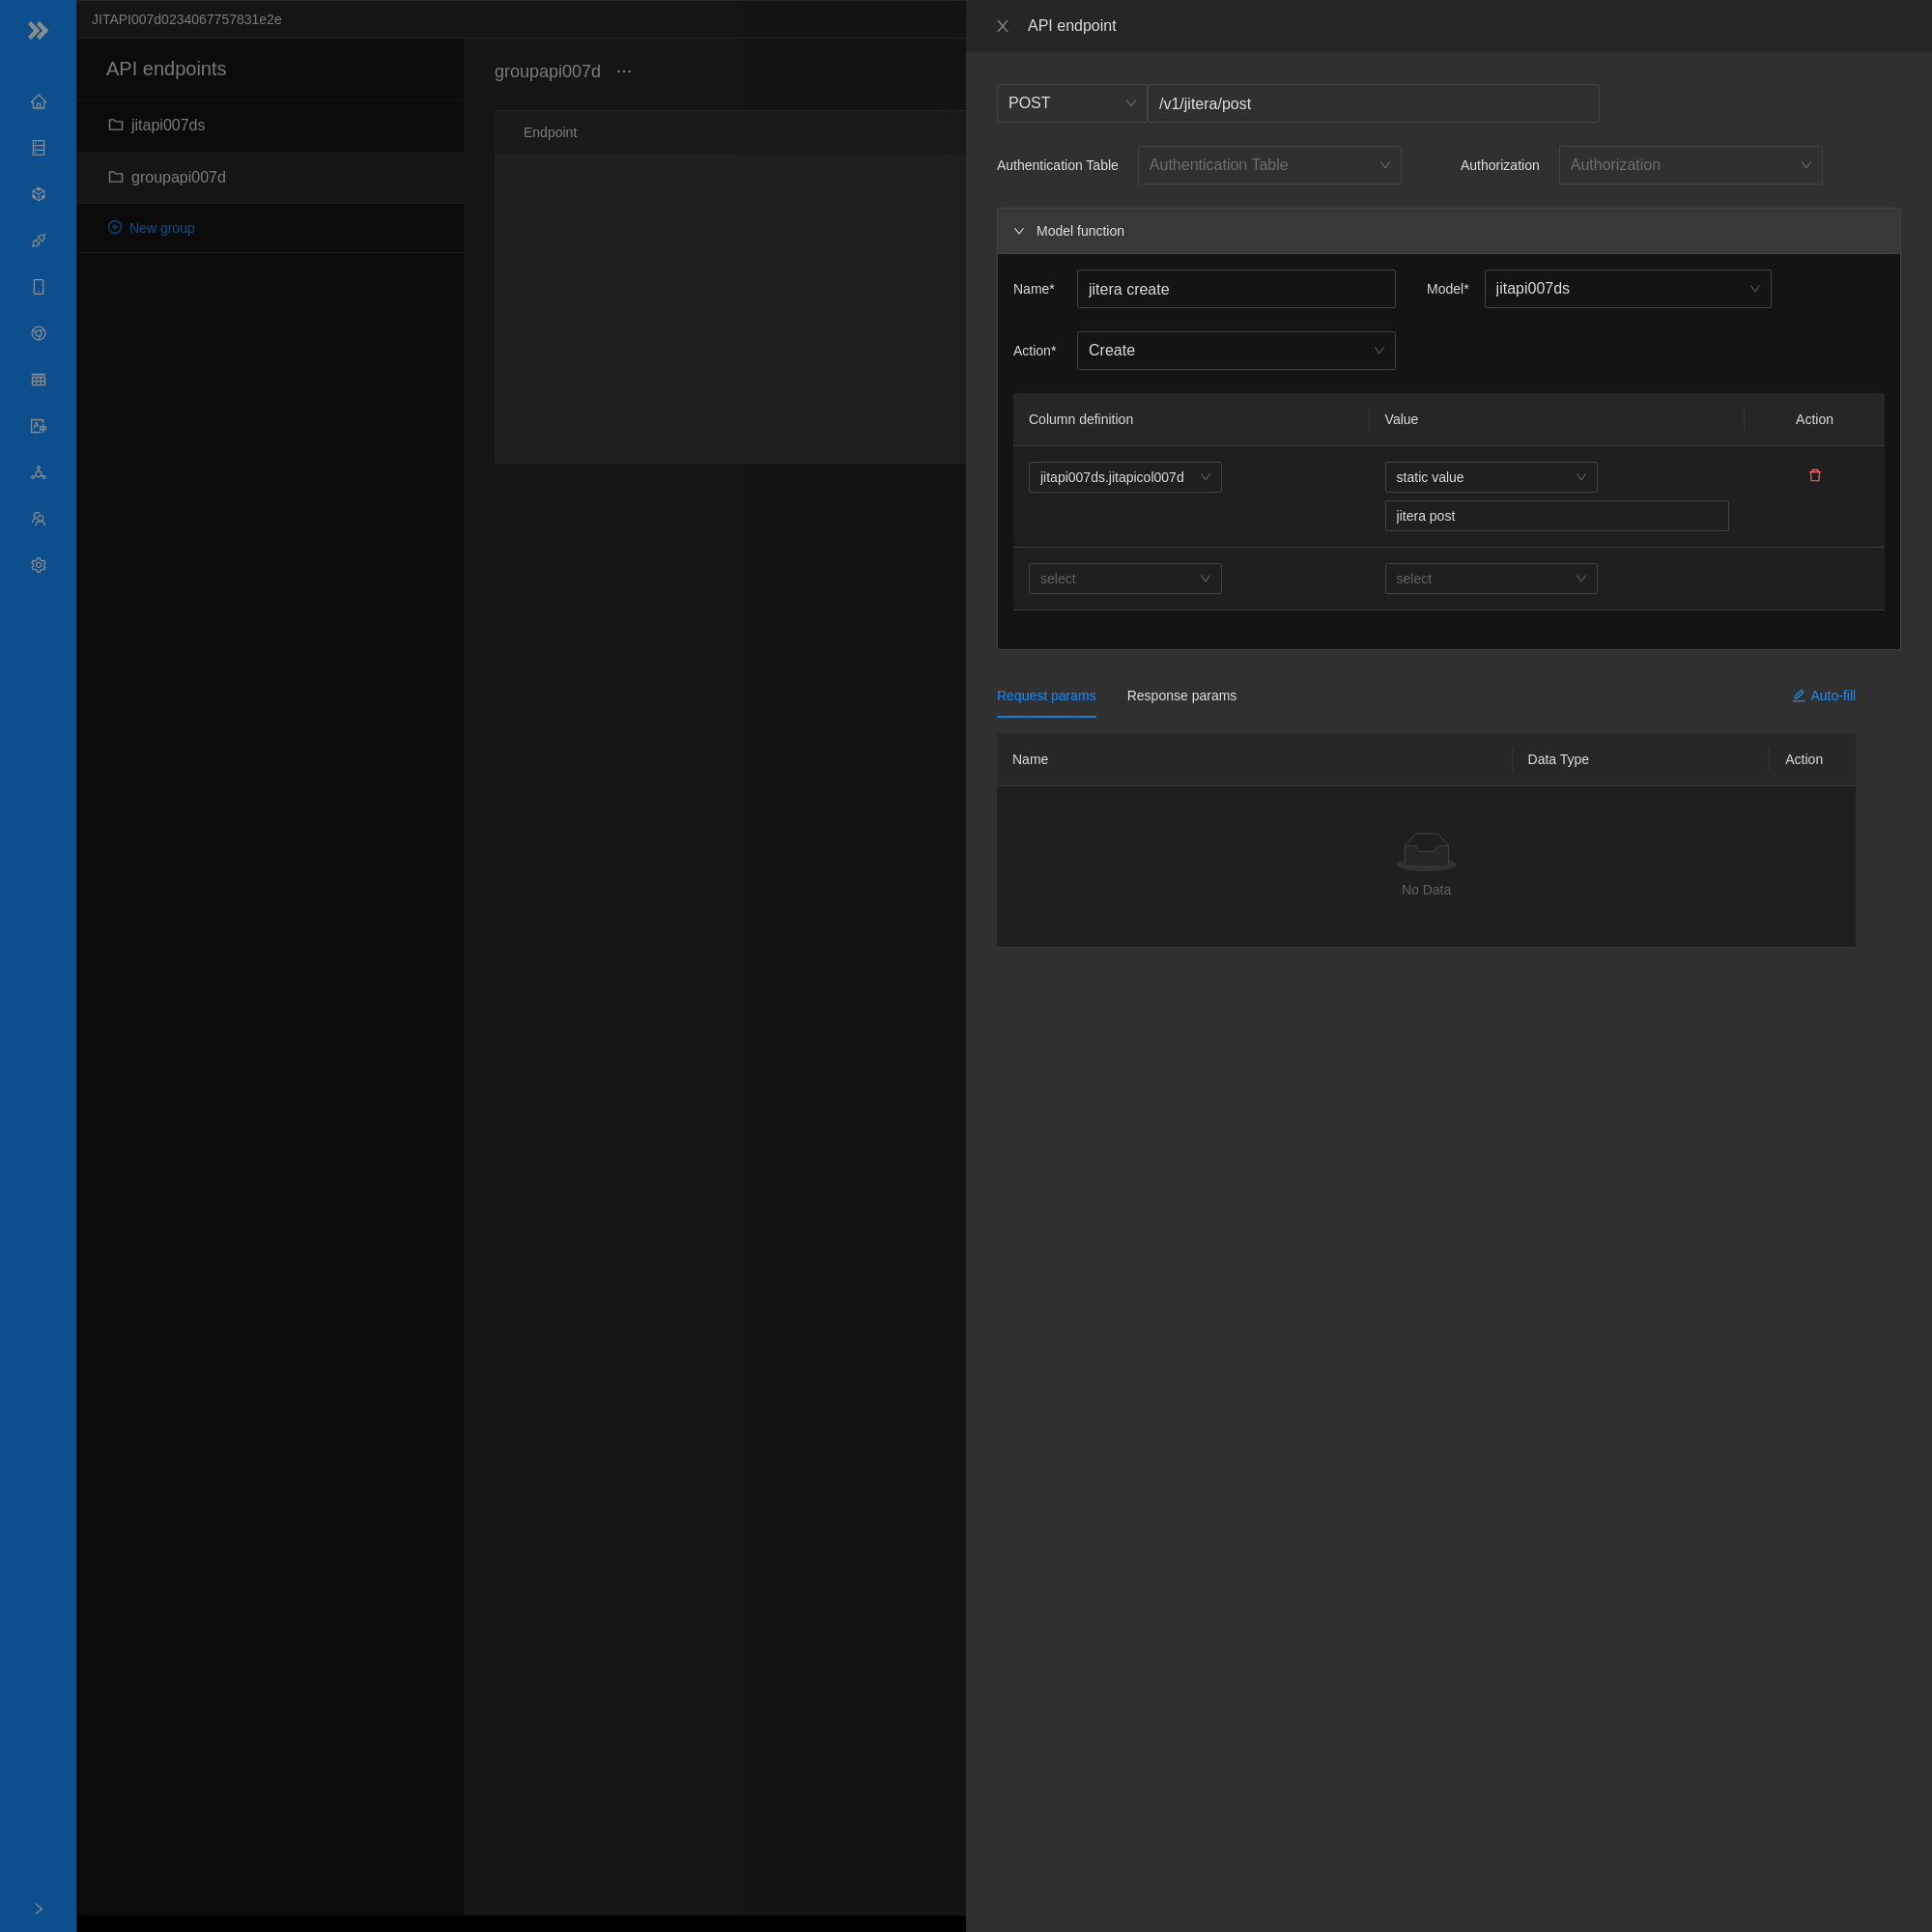 JITAPI007d0234067757831e2e
API endpoints
jitapi007ds
groupapi007d
New group
groupapi007d ···
Endpoint
API endpoint
POST /v1/jitera/post
Authentication Table Authentication Table Authorization Authorization
Model function
Name* jitera create Model* jitapi007ds
Action* Create
Column definition Value Action
jitapi007ds.jitapicol007d static value
jitera post
select select
Request params Response params Auto-fill
Name Data Type Action
No Data